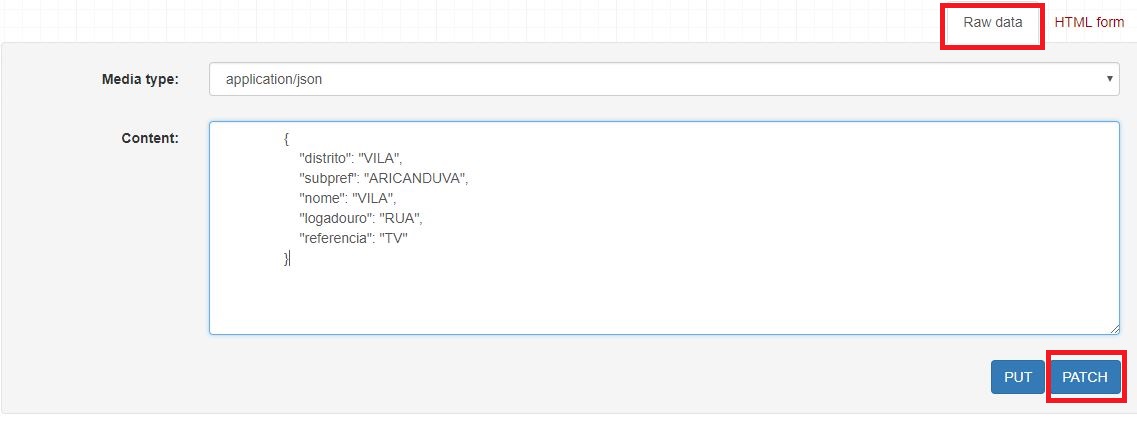 Raw data HTML form
Media type: application/json
Content: {
"distrito": "VILA",
"subpref": "ARICANDUVA",
"nome": "VILA",
"logadouro": "RUA",
"referencia": "TV"
}
PUT PATCH